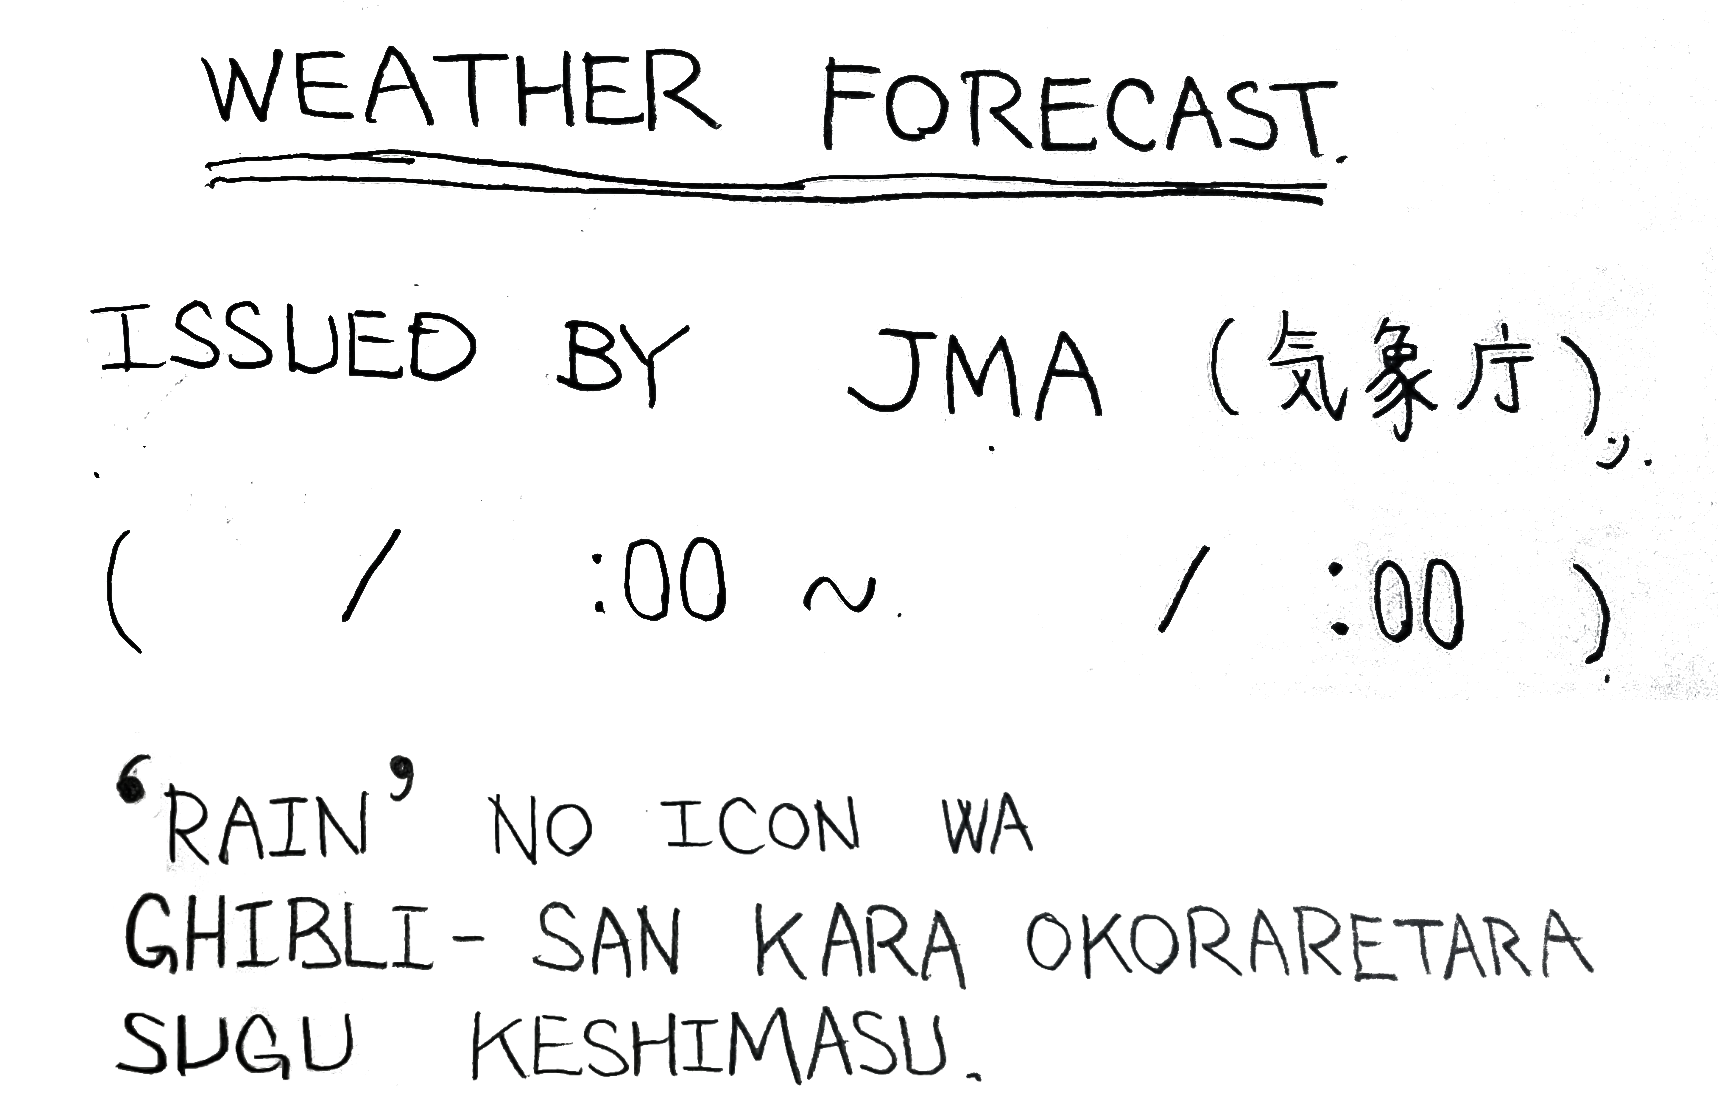 WEATHER FORECAST.
ISSUED BY JMA (気象庁),
( / :00 ~ / :00 )
‘RAIN’ NO ICON WA
GHIBLI-SAN KARA OKORARETARA
SUGU KESHIMASU.